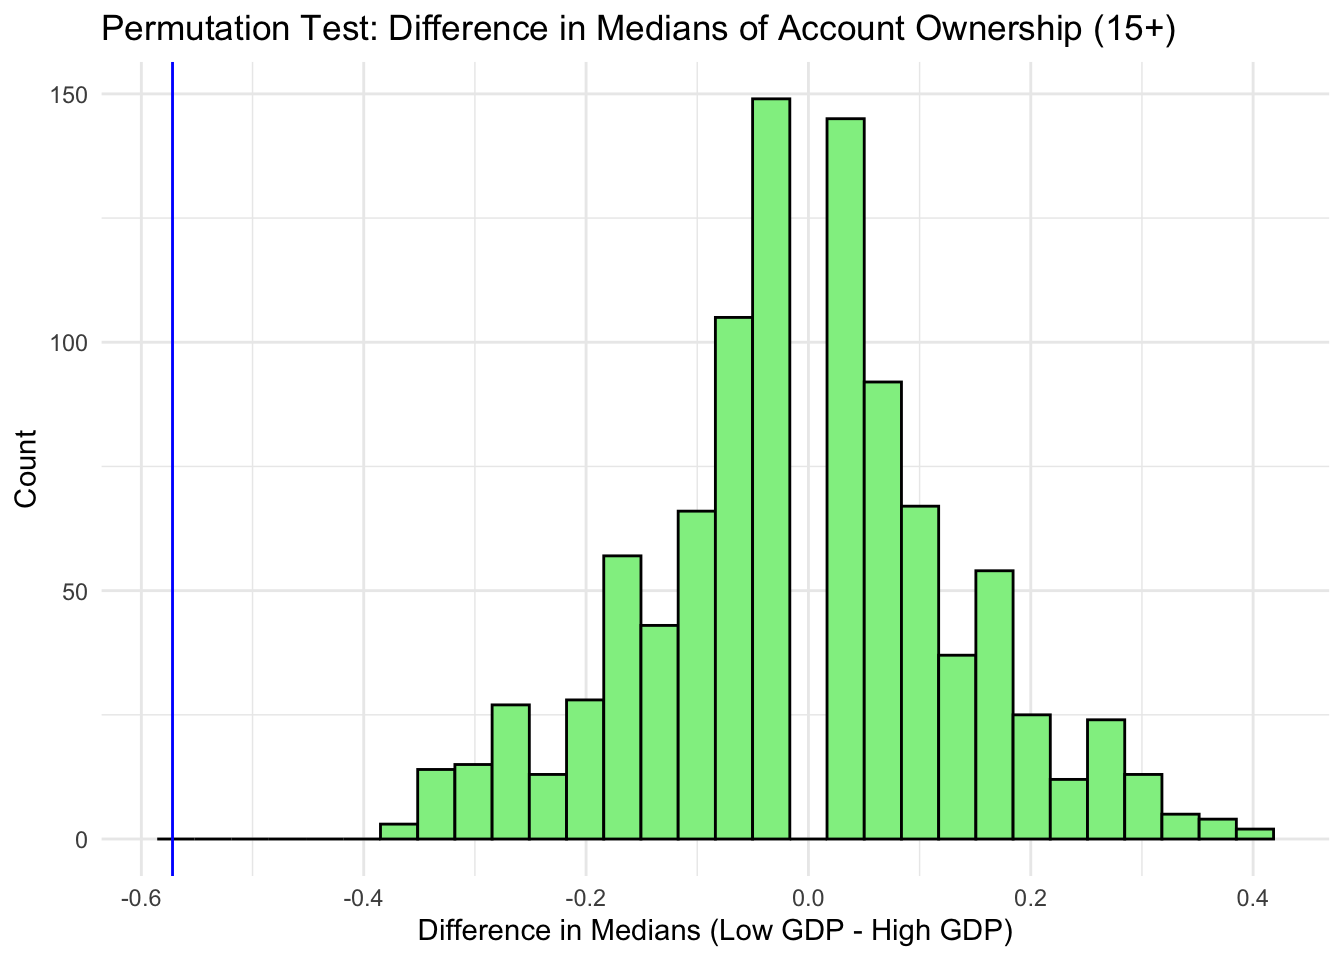 Permutation Test: Difference in Medians of Account Ownership (15+)
150
100
50
0
Count
-0.6 -0.4 -0.2 0.0 0.2 0.4
Difference in Medians (Low GDP - High GDP)